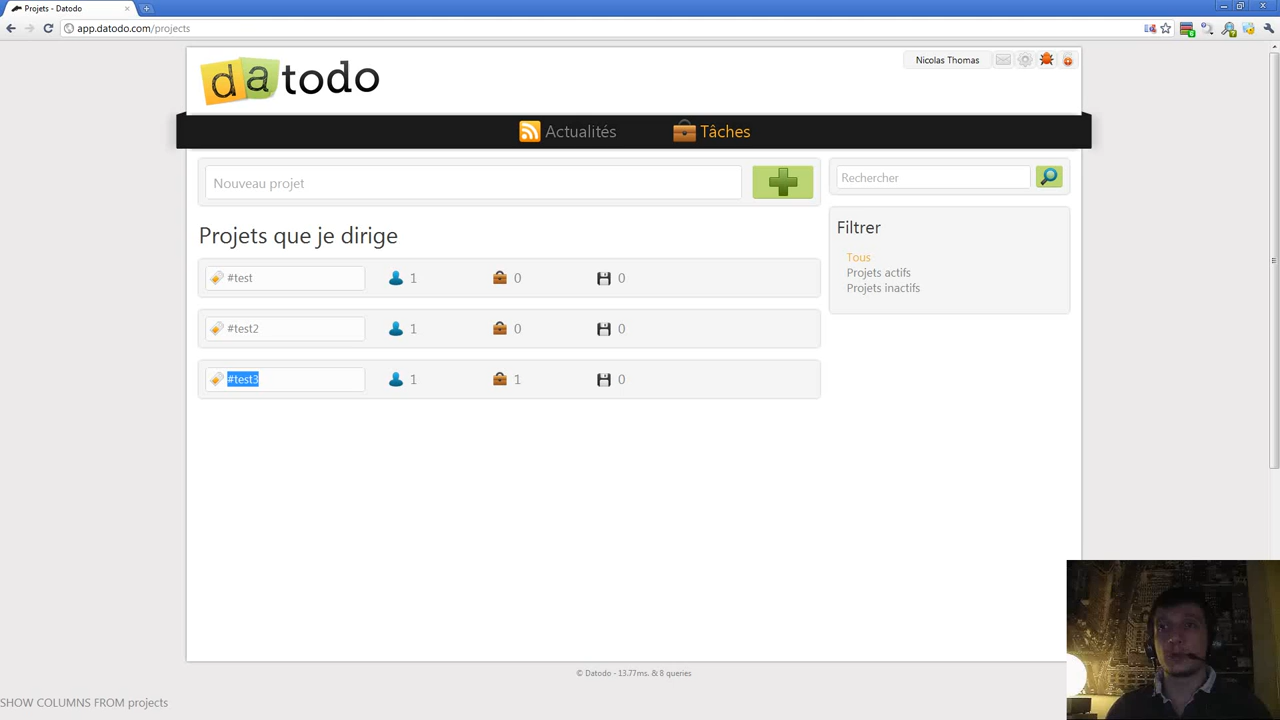 Projets - Datodo
app.datodo.com/projects
datodo
Nicolas Thomas
Actualités
Tâches
Nouveau projet
Rechercher
Projets que je dirige
Filtrer
Tous
Projets actifs
Projets inactifs
#test 1 0 0
#test2 1 0 0
#test3 1 1 0
© Datodo - 13.77ms. & 8 queries
SHOW COLUMNS FROM projects